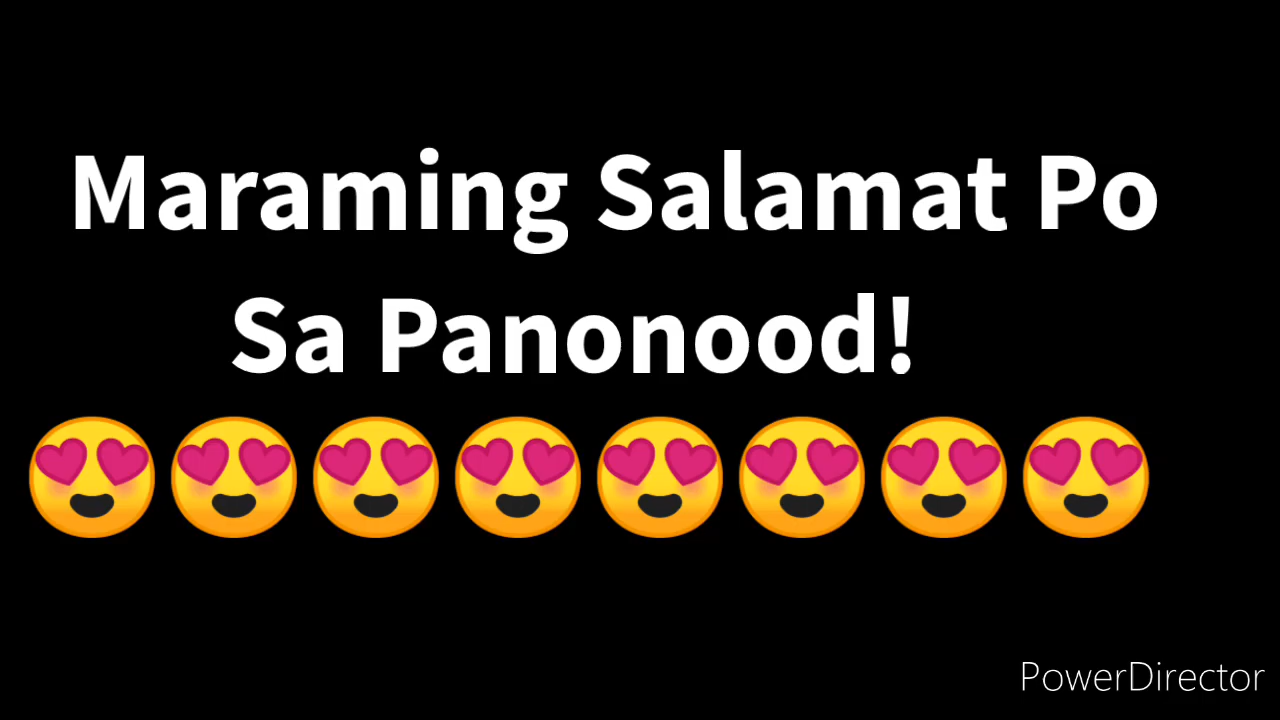 Maraming Salamat Po
Sa Panonood!
😍😍😍😍😍😍😍😍
PowerDirector